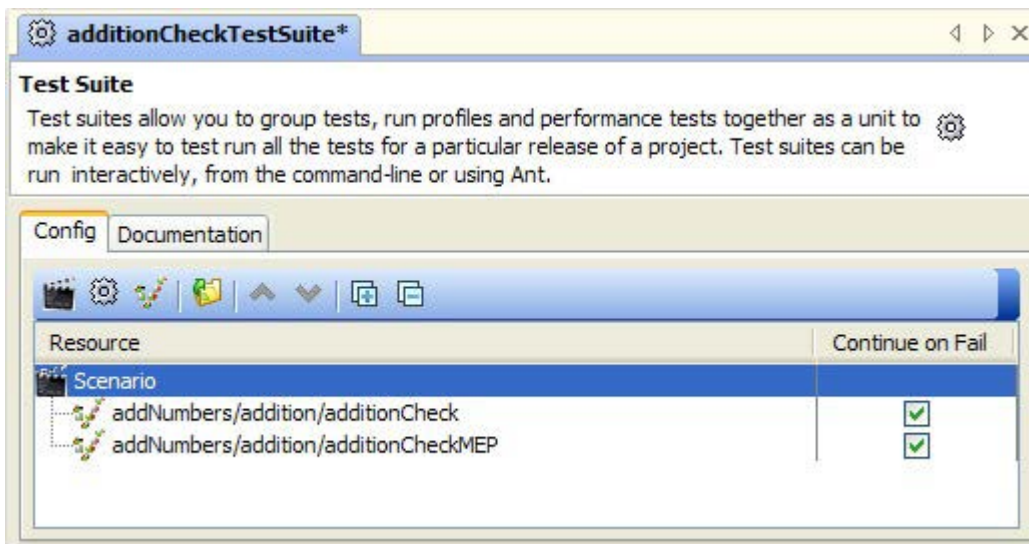 additionCheckTestSuite*
Test Suite
Test suites allow you to group tests, run profiles and performance tests together as a unit to
make it easy to test run all the tests for a particular release of a project. Test suites can be
run interactively, from the command-line or using Ant.
Config Documentation
Resource Continue on Fail
Scenario
addNumbers/addition/additionCheck
addNumbers/addition/additionCheckMEP